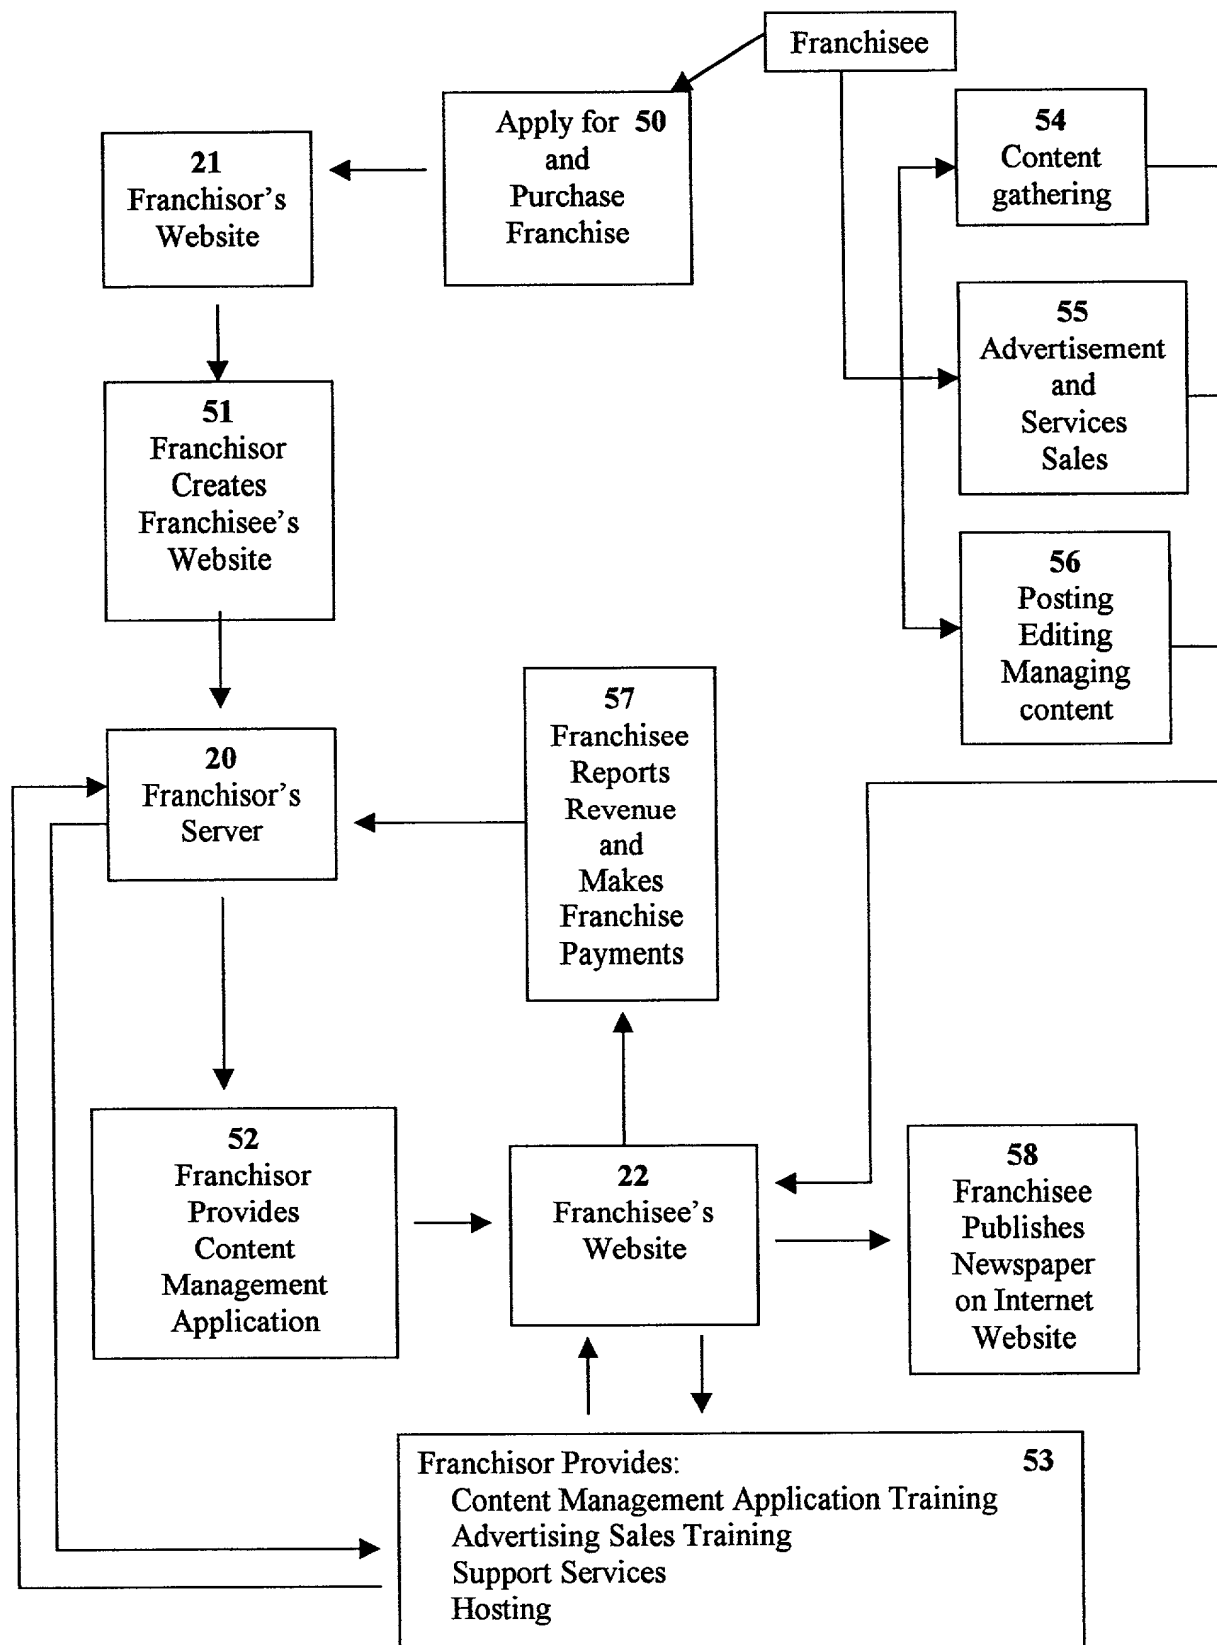 Franchisee
Apply for 50
and
Purchase
Franchise
21
Franchisor's
Website
54
Content
gathering
55
Advertisement
and
Services
Sales
51
Franchisor
Creates
Franchisee's
Website
56
Posting
Editing
Managing
content
57
Franchisee
Reports
Revenue
and
Makes
Franchise
Payments
20
Franchisor's
Server
52
Franchisor
Provides
Content
Management
Application
22
Franchisee's
Website
58
Franchisee
Publishes
Newspaper
on Internet
Website
Franchisor Provides: 53
Content Management Application Training
Advertising Sales Training
Support Services
Hosting